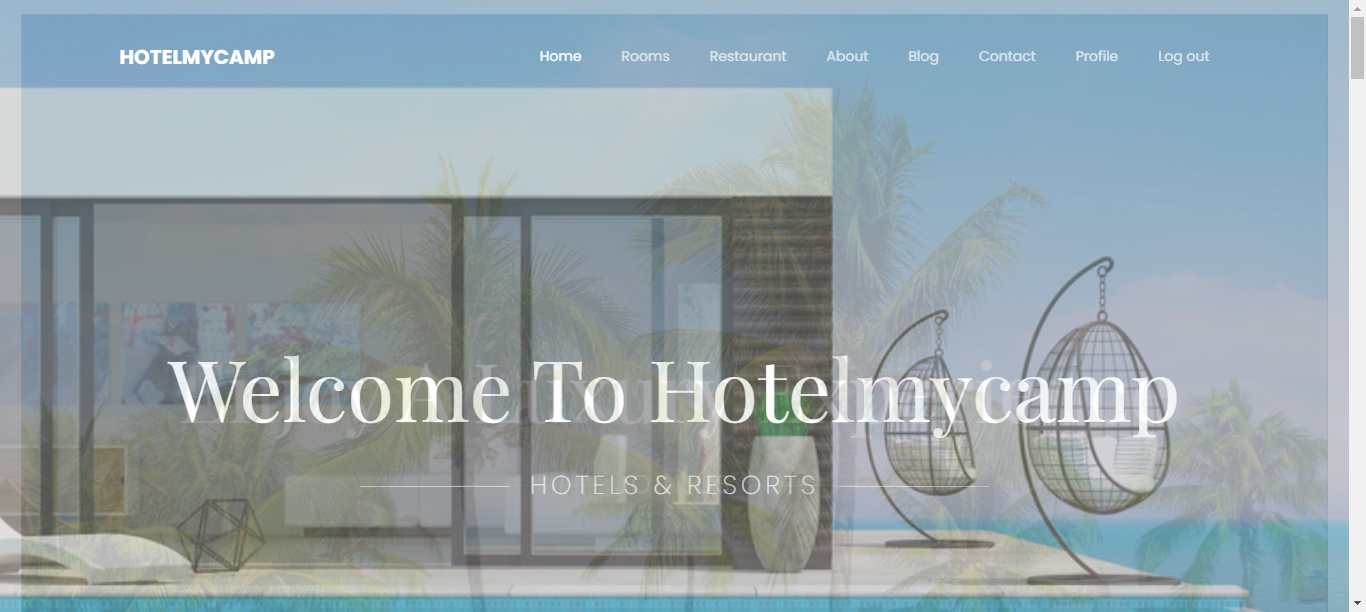 HOTELMYCAMP
Home Rooms Restaurant About Blog Contact Profile Log out
Welcome To Hotelmycamp
HOTELS & RESORTS